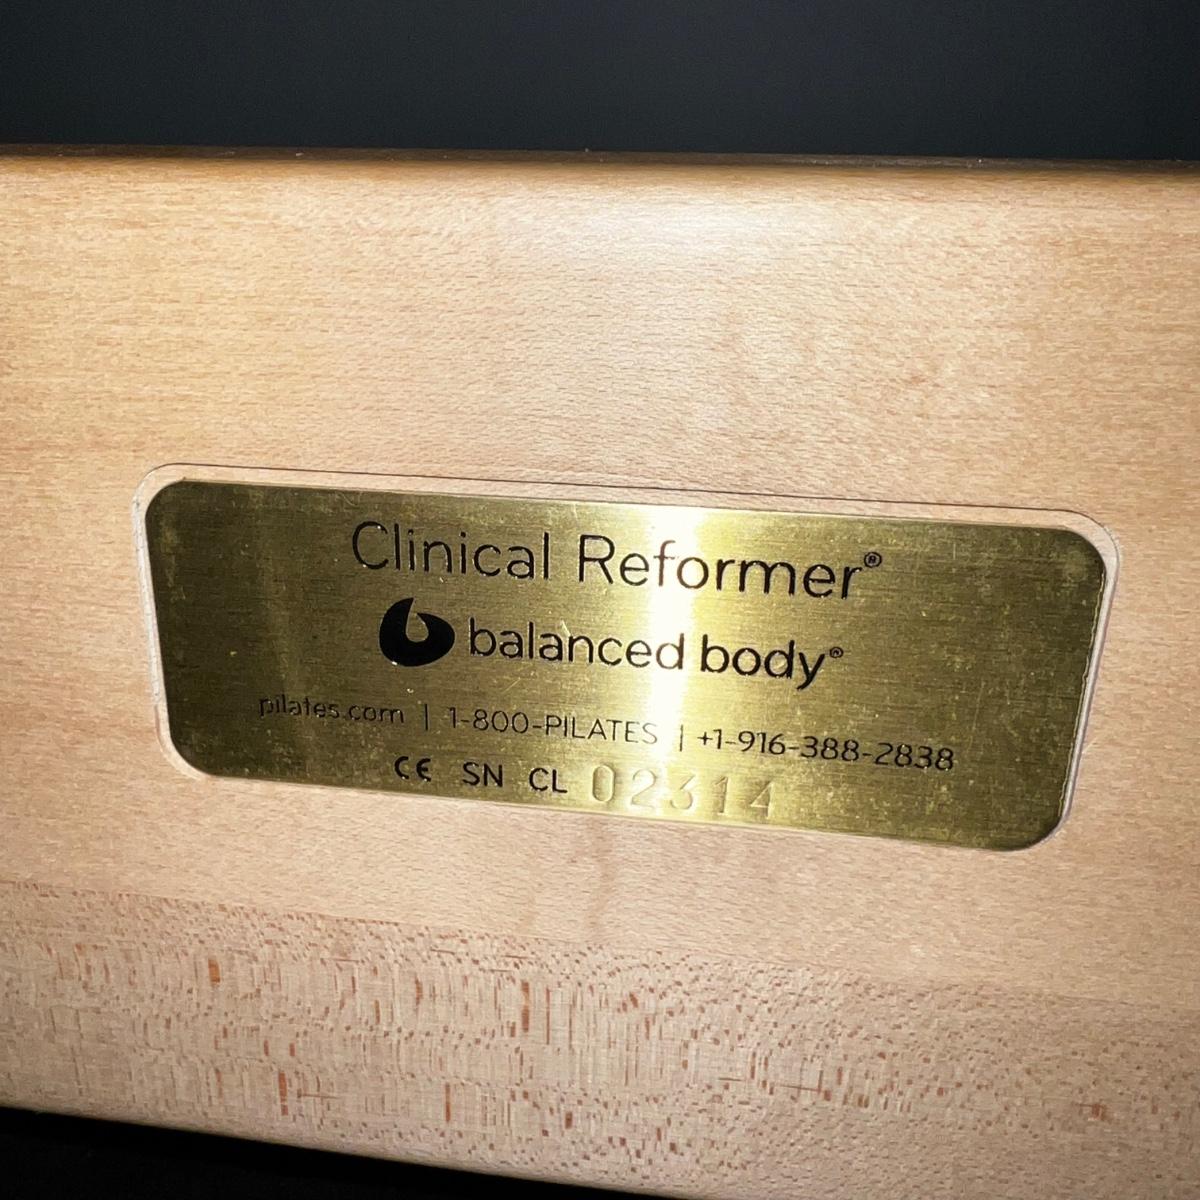 Clinical Reformer®
balanced body®
pilates.com | 1-800-PILATES | +1-916-388-2838
CE SN CL 02314